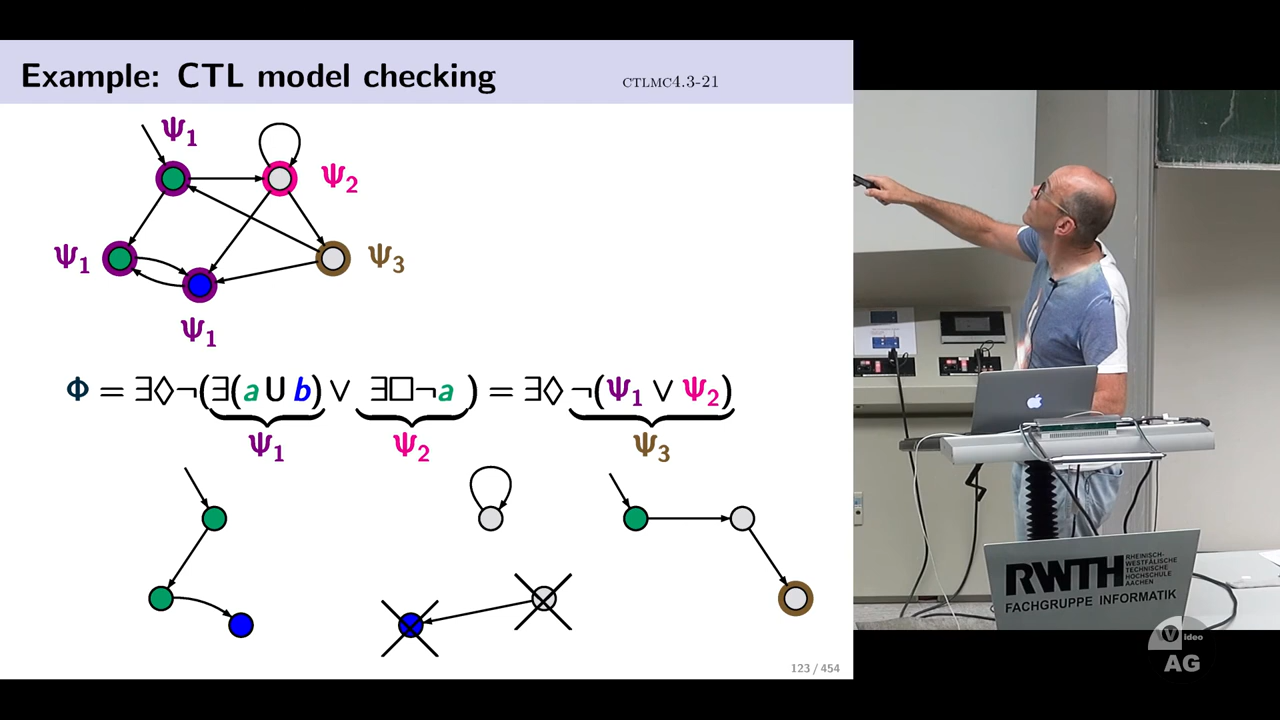 Example: CTL model checking
CTLMC4.3-21
Ψ1
Ψ2
Ψ1
Ψ3
Ψ1
Φ = ∃◊¬(∃(a U b) ∨ ∃□¬a ) = ∃◊ ¬(Ψ1 ∨ Ψ2)
Ψ1 Ψ2 Ψ3
123 / 454
RWTH
RHEINISCH-
WESTFÄLISCHE
TECHNISCHE
HOCHSCHULE
AACHEN
FACHGRUPPE INFORMATIK
Video
AG